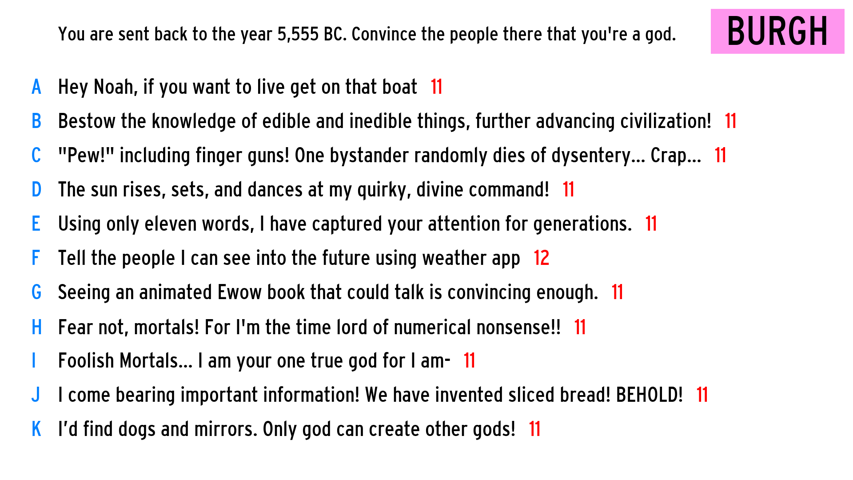 You are sent back to the year 5,555 BC. Convince the people there that you're a god.
BURGH
A Hey Noah, if you want to live get on that boat 11
B Bestow the knowledge of edible and inedible things, further advancing civilization! 11
C "Pew!" including finger guns! One bystander randomly dies of dysentery... Crap... 11
D The sun rises, sets, and dances at my quirky, divine command! 11
E Using only eleven words, I have captured your attention for generations. 11
F Tell the people I can see into the future using weather app 12
G Seeing an animated Ewow book that could talk is convincing enough. 11
H Fear not, mortals! For I'm the time lord of numerical nonsense!! 11
I Foolish Mortals... I am your one true god for I am- 11
J I come bearing important information! We have invented sliced bread! BEHOLD! 11
K I’d find dogs and mirrors. Only god can create other gods! 11